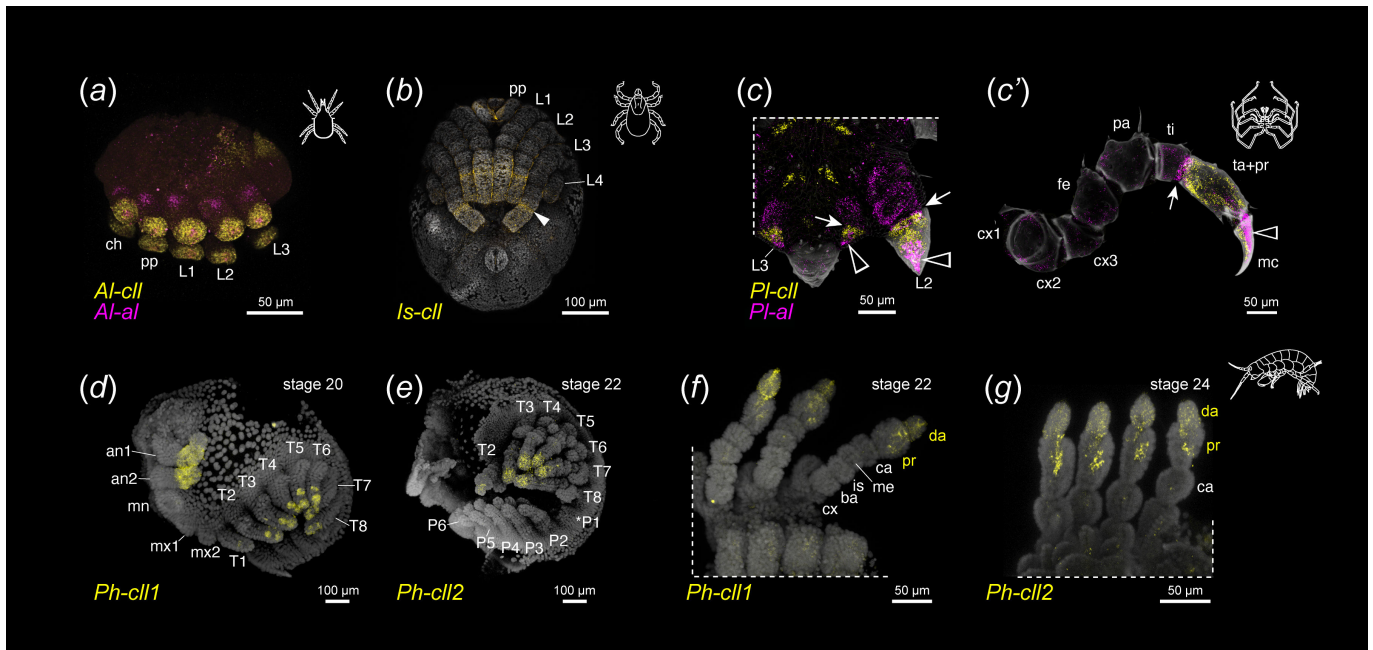 (a)
ch
pp
L1
L2
L3
Al-cll
Al-al
50 µm
(b)
pp
L1
L2
L3
L4
Is-cll
100 µm
(c)
L3
L2
Pl-cll
Pl-al
50 µm
(c')
pa
ti
fe
ta+pr
cx1
cx2
cx3
mc
50 µm
(d)
stage 20
an1
an2
mn
mx1
mx2
T1
T2
T3
T4
T5
T6
T7
T8
Ph-cll1
100 µm
(e)
stage 22
T2
T3
T4
T5
T6
T7
T8
*P1
P2
P3
P4
P5
P6
Ph-cll2
100 µm
(f)
stage 22
da
pr
ca
me
is
ba
cx
Ph-cll1
50 µm
(g)
stage 24
da
pr
ca
Ph-cll2
50 µm